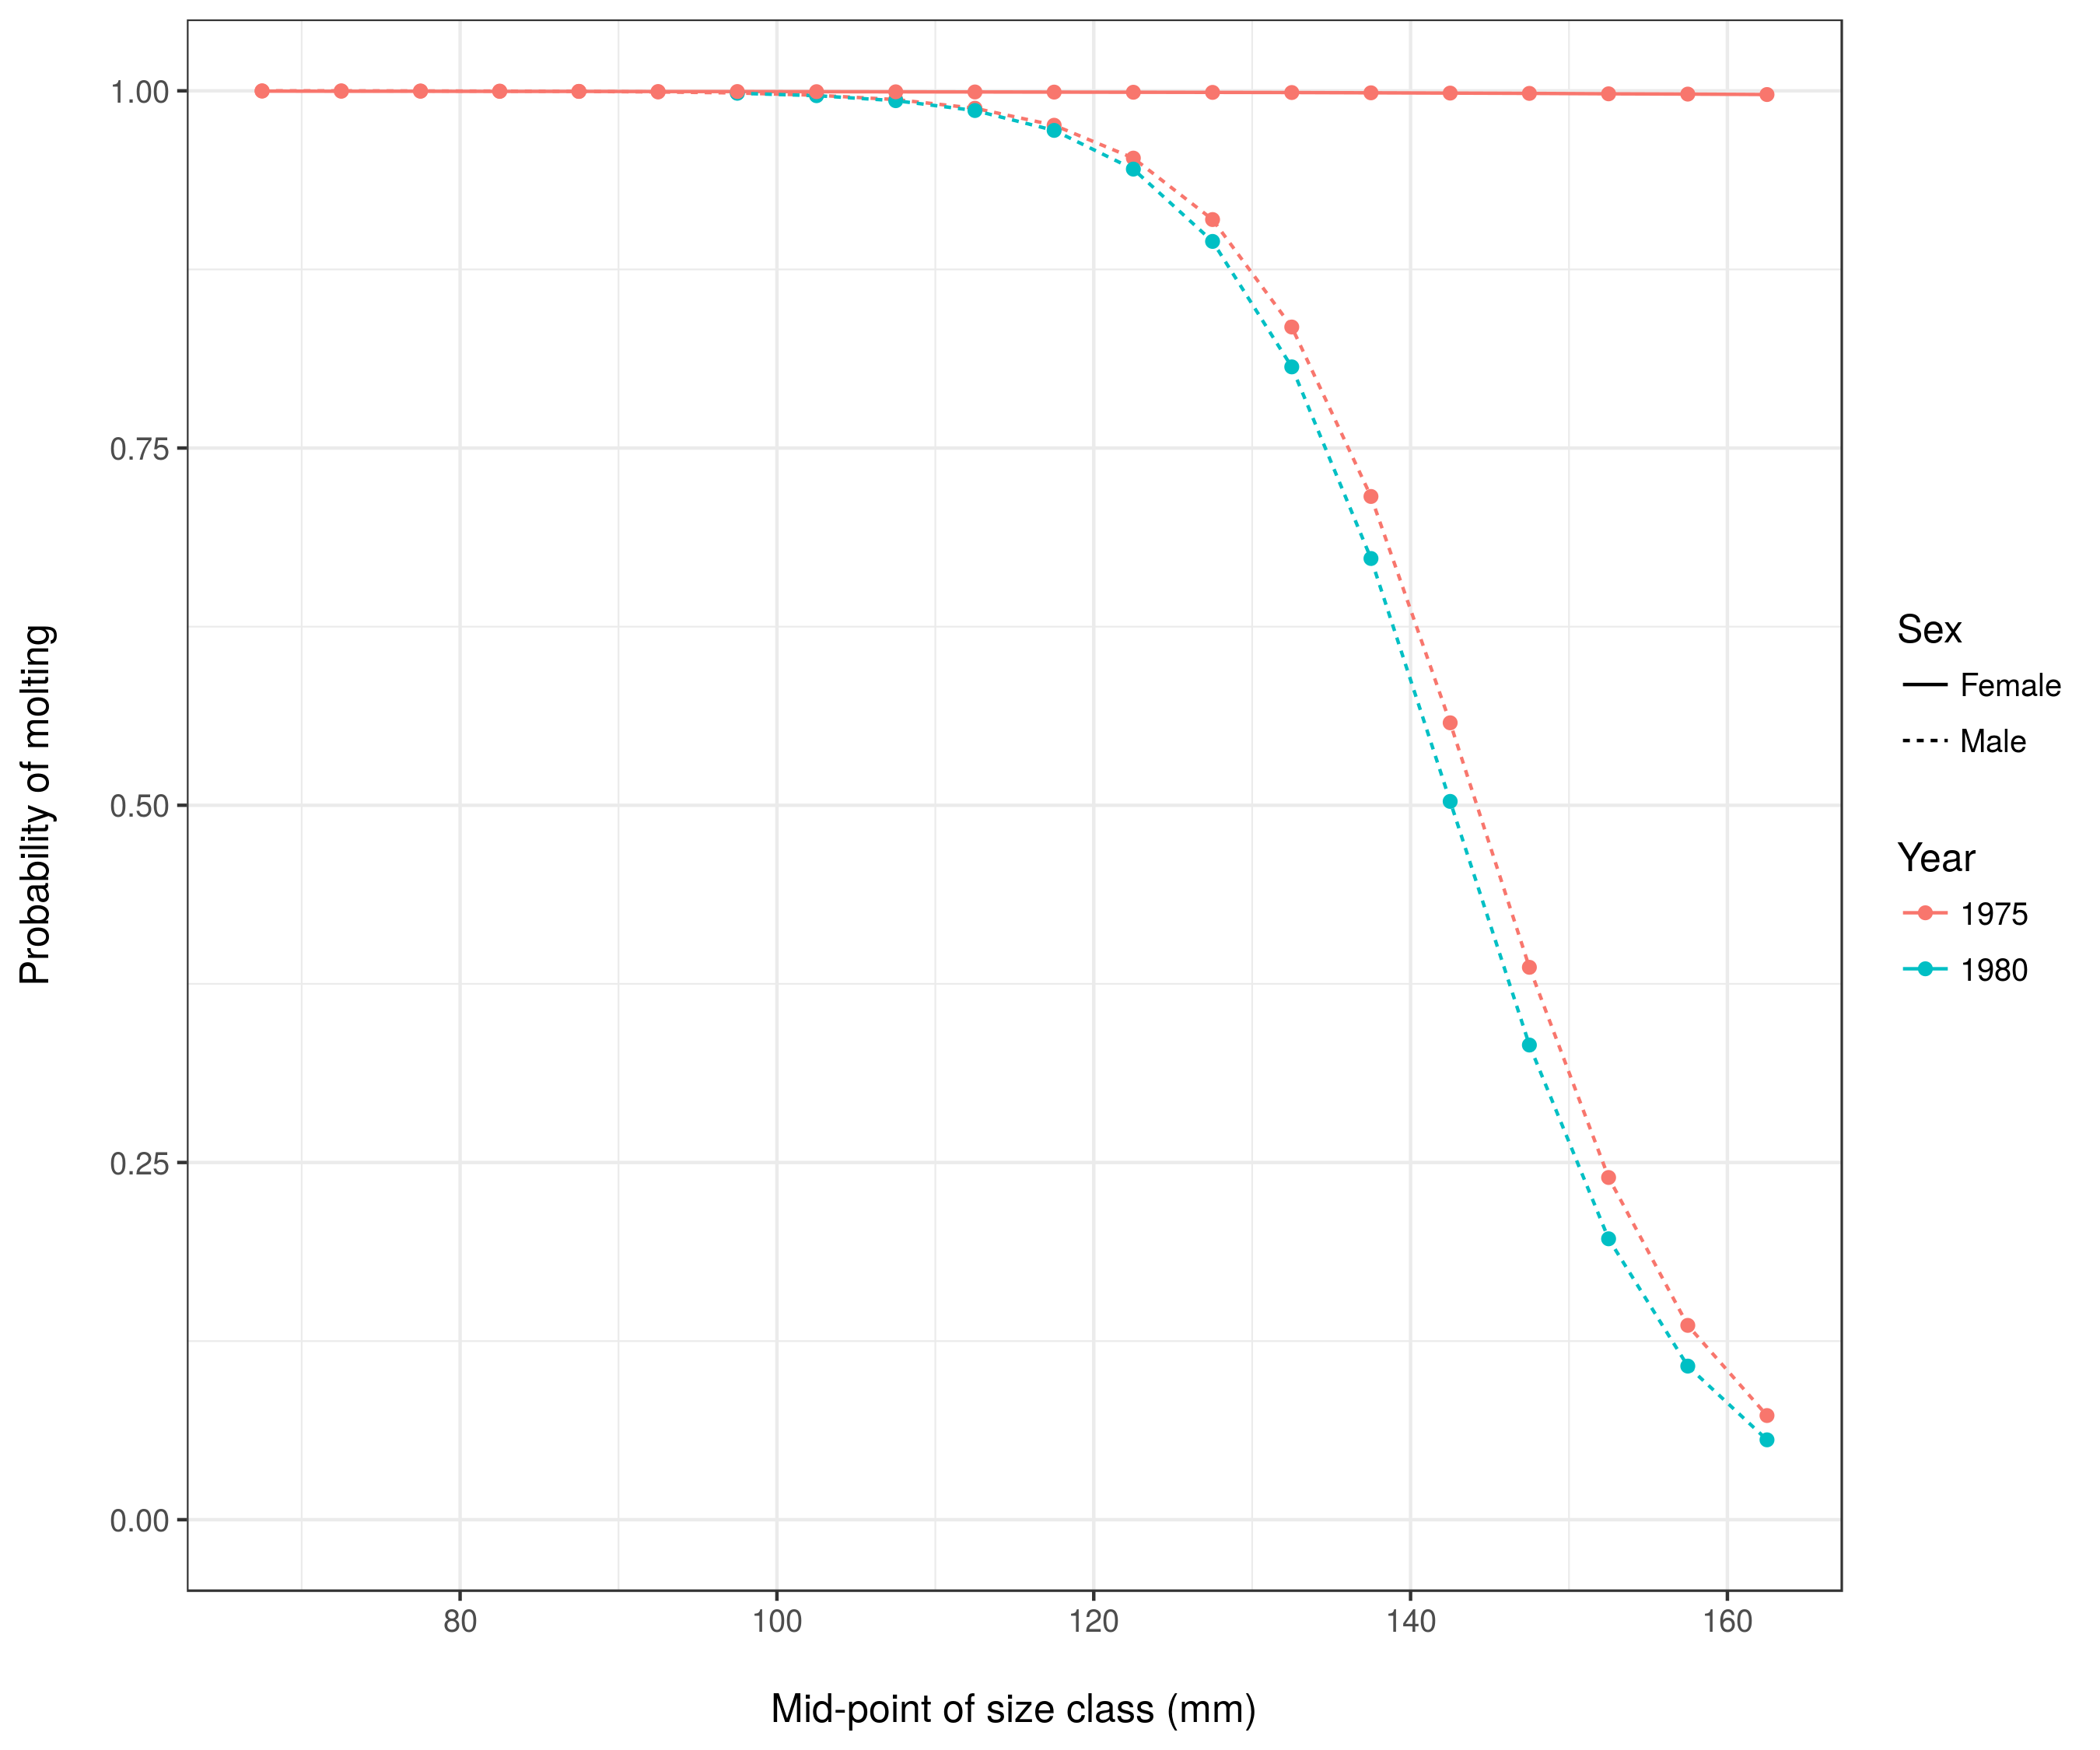 1.00
0.75
0.50
0.25
0.00
Probability of molting
80 100 120 140 160
Mid-point of size class (mm)
Sex
Female
Male
Year
1975
1980